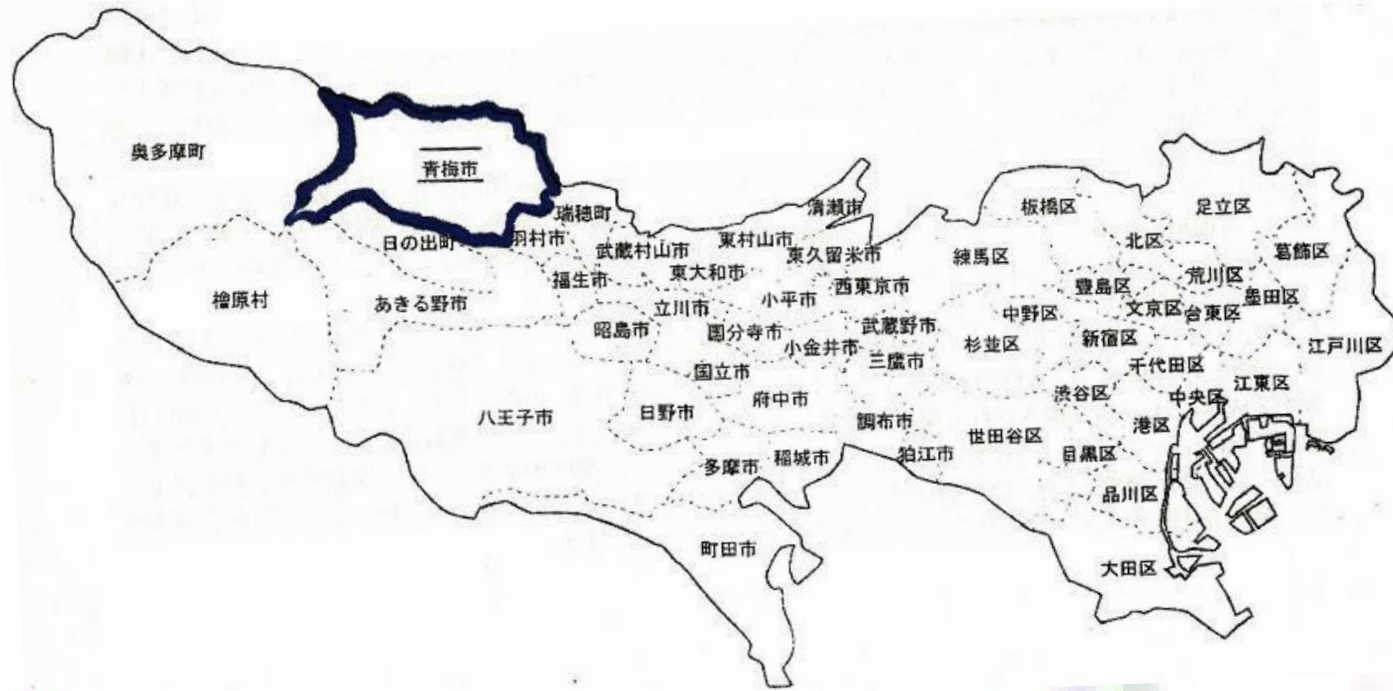 奥多摩町
青梅市
瑞穂町
清瀬市
板橋区
足立区
日の出町
羽村市
武蔵村山市
東村山市
東久留米市
練馬区
北区
葛飾区
檜原村
あきる野市
福生市
東大和市
小平市
西東京市
豊島区
荒川区
立川市
昭島市
国分寺市
小金井市
武蔵野市
三鷹市
杉並区
中野区
新宿区
文京区
台東区
墨田区
江戸川区
国立市
千代田区
八王子市
日野市
府中市
調布市
渋谷区
中央区
江東区
多摩市
稲城市
狛江市
世田谷区
目黒区
港区
品川区
町田市
大田区